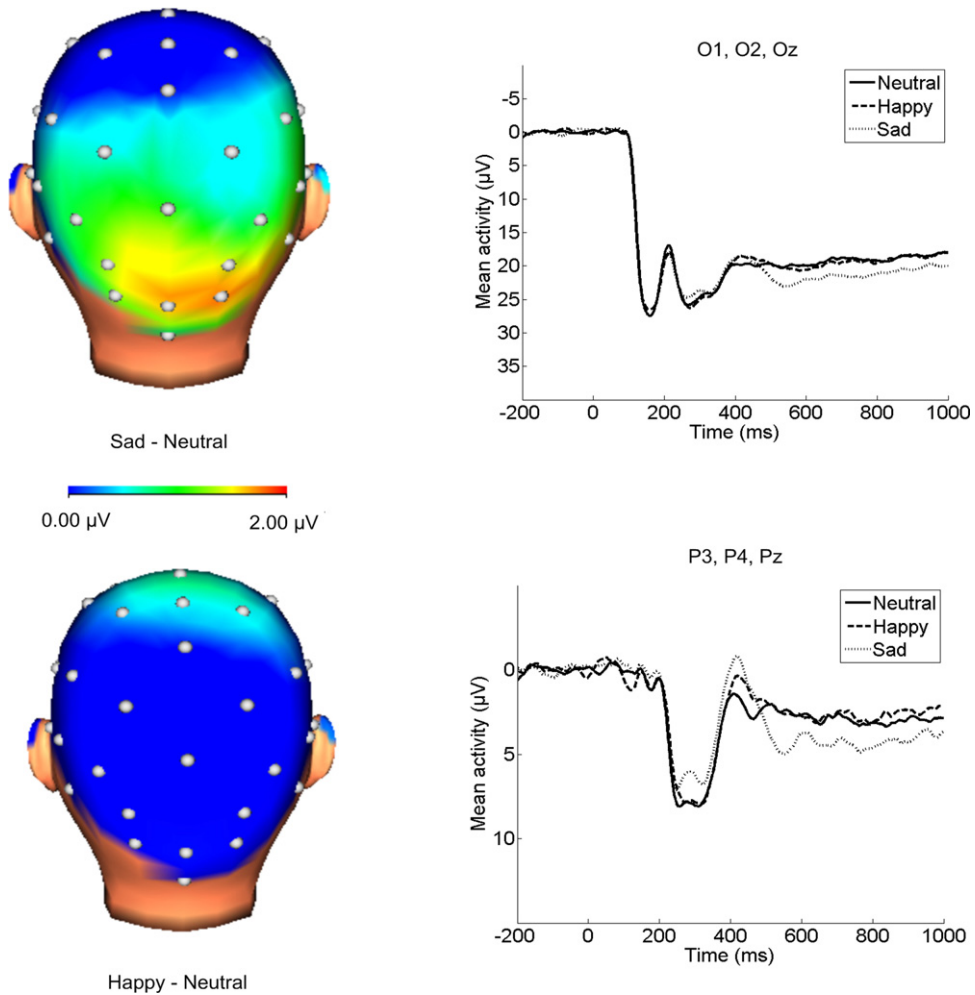 Sad - Neutral
0.00 µV 2.00 µV
Happy - Neutral
O1, O2, Oz
Neutral
Happy
Sad
Mean activity (µV)
-5
0
5
10
15
20
25
30
35
-200 0 200 400 600 800 1000
Time (ms)
P3, P4, Pz
Neutral
Happy
Sad
Mean activity (µV)
0
5
10
-200 0 200 400 600 800 1000
Time (ms)